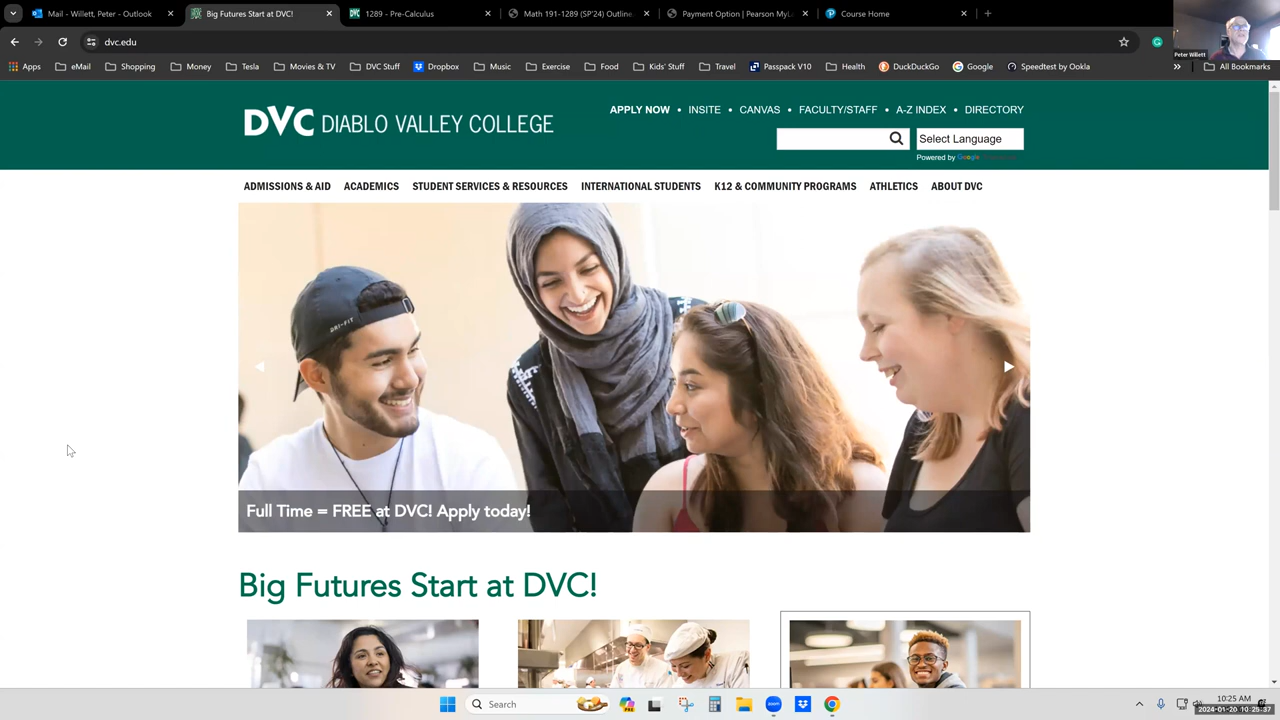 Mail - Willett, Peter - Outlook
Big Futures Start at DVC!
1289 - Pre-Calculus
Math 191-1289 (SP'24) Outline.
Payment Option | Pearson MyL
Course Home
dvc.edu
Peter Willett
Apps
eMail
Shopping
Money
Tesla
Movies & TV
DVC Stuff
Dropbox
Music
Exercise
Food
Kids' Stuff
Travel
Passpack V10
Health
DuckDuckGo
Google
Speedtest by Ookla
All Bookmarks
DVC DIABLO VALLEY COLLEGE
APPLY NOW • INSITE • CANVAS • FACULTY/STAFF • A-Z INDEX • DIRECTORY
Select Language
Powered by Google
ADMISSIONS & AID
ACADEMICS
STUDENT SERVICES & RESOURCES
INTERNATIONAL STUDENTS
K12 & COMMUNITY PROGRAMS
ATHLETICS
ABOUT DVC
DRI-FIT
Full Time = FREE at DVC! Apply today!
Big Futures Start at DVC!
Search
zoom
10:25 AM
2024-01-20 10:25:37